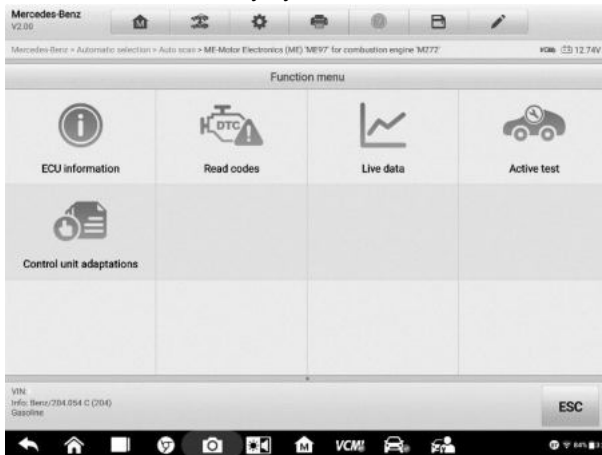 Mercedes-Benz
V2.00
Mercedes-Benz > Automatic selection > Auto scan > ME-Motor Electronics (ME) 'ME97' for combustion engine 'M272'
12.74V
Function menu
DTC
ECU information
Read codes
Live data
Active test
Control unit adaptations
VIN:
Info: Benz/204.054 C (204)
Gasoline
ESC
M
VCMI
84%